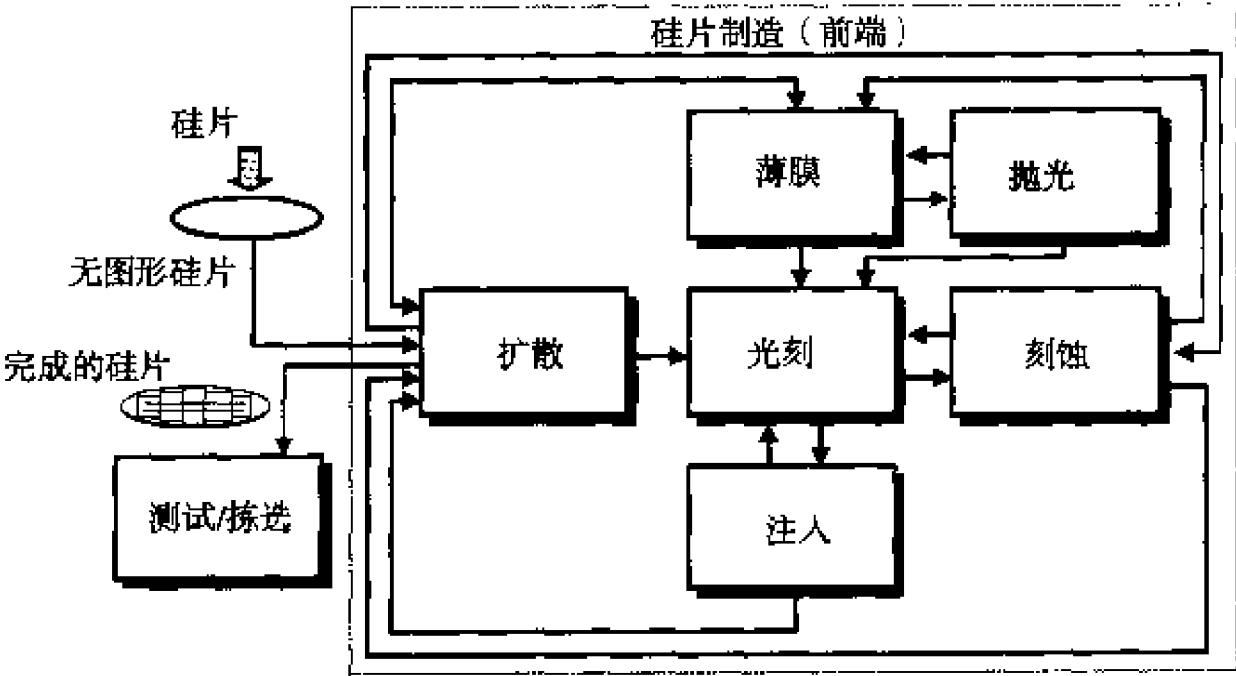 硅片制造（前端）
硅片
薄膜
抛光
无图形硅片
扩散
光刻
刻蚀
完成的硅片
测试/拣选
注人